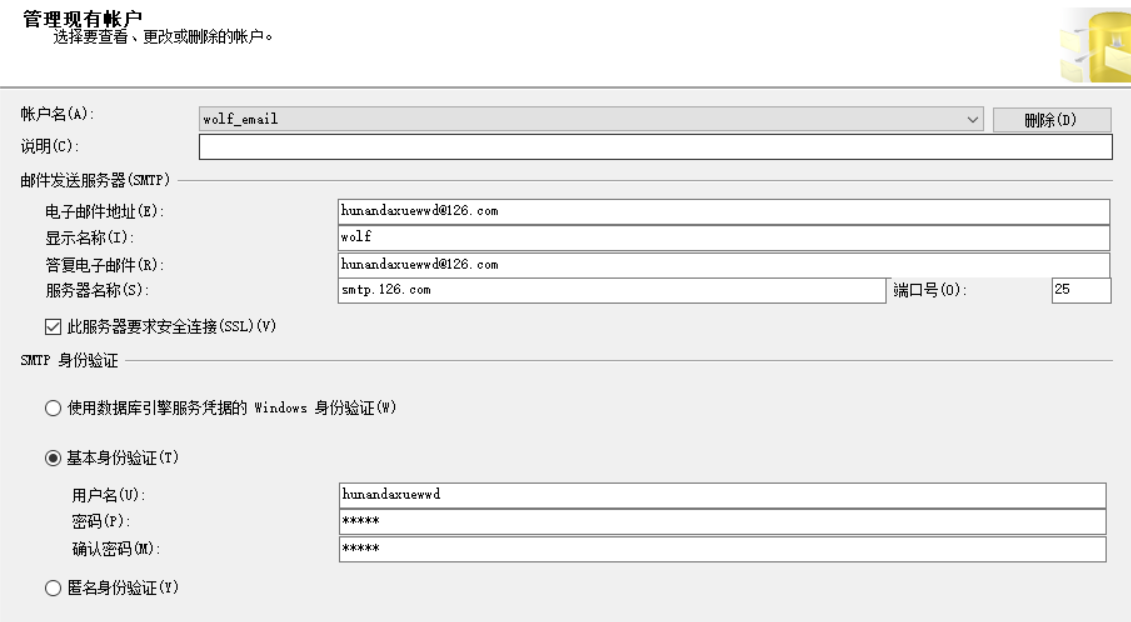 管理现有帐户
选择要查看、更改或删除的帐户。
帐户名(A): wolf_email 删除(D)
说明(C):
邮件发送服务器(SMTP)
电子邮件地址(E): hunandaxuewwd@126.com
显示名称(I): wolf
答复电子邮件(R): hunandaxuewwd@126.com
服务器名称(S): smtp.126.com 端口号(O): 25
此服务器要求安全连接(SSL)(V)
SMTP 身份验证
使用数据库引擎服务凭据的 Windows 身份验证(W)
基本身份验证(T)
用户名(U): hunandaxuewwd
密码(P): *****
确认密码(M): *****
匿名身份验证(Y)